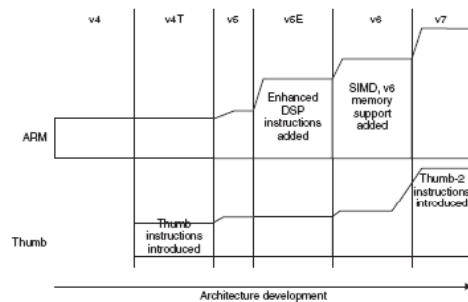 v4 v4T v5 v5E v6 v7
Enhanced
DSP
instructions
added
SIMD, v6
memory
support
added
ARM
Thumb-2
instructions
introduced
Thumb
instructions
introduced
Thumb
Architecture development